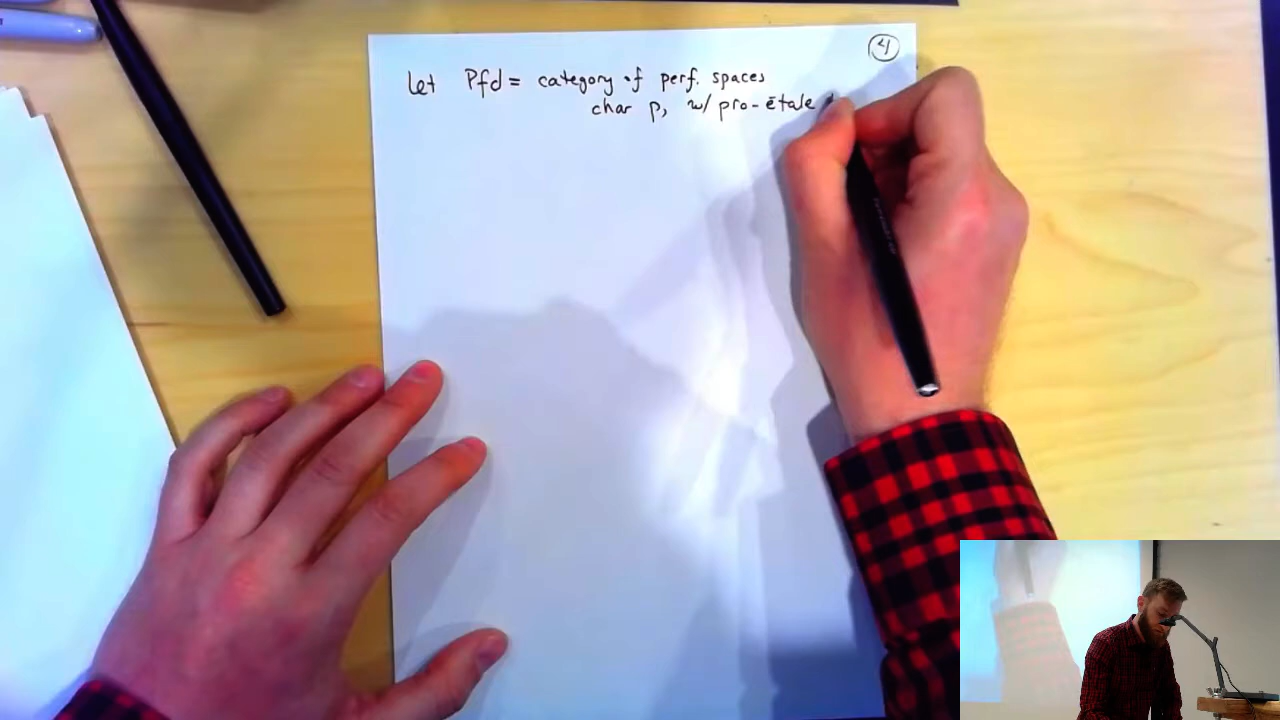 4
let Pfd = category of perf. spaces
char p, w/ pro-étale